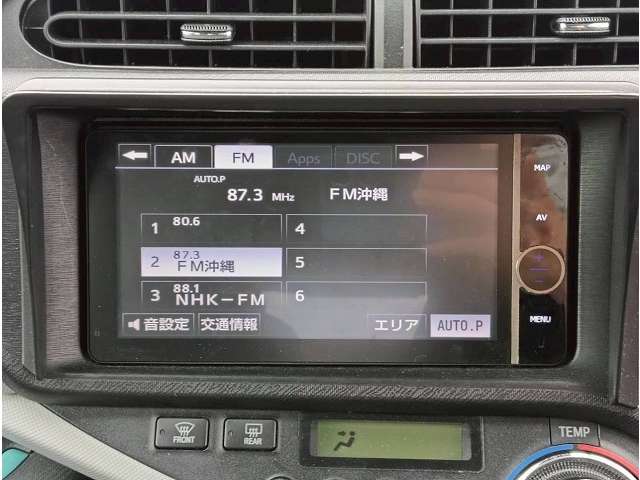 AM FM Apps DISC
MAP
AUTO.P
87.3 MHz FM沖縄
AV
1 80.6
4
2 87.3 FM沖縄
5
3 88.1 NHK-FM
6
音設定 交通情報 エリア AUTO.P
MENU
FRONT
REAR
TEMP